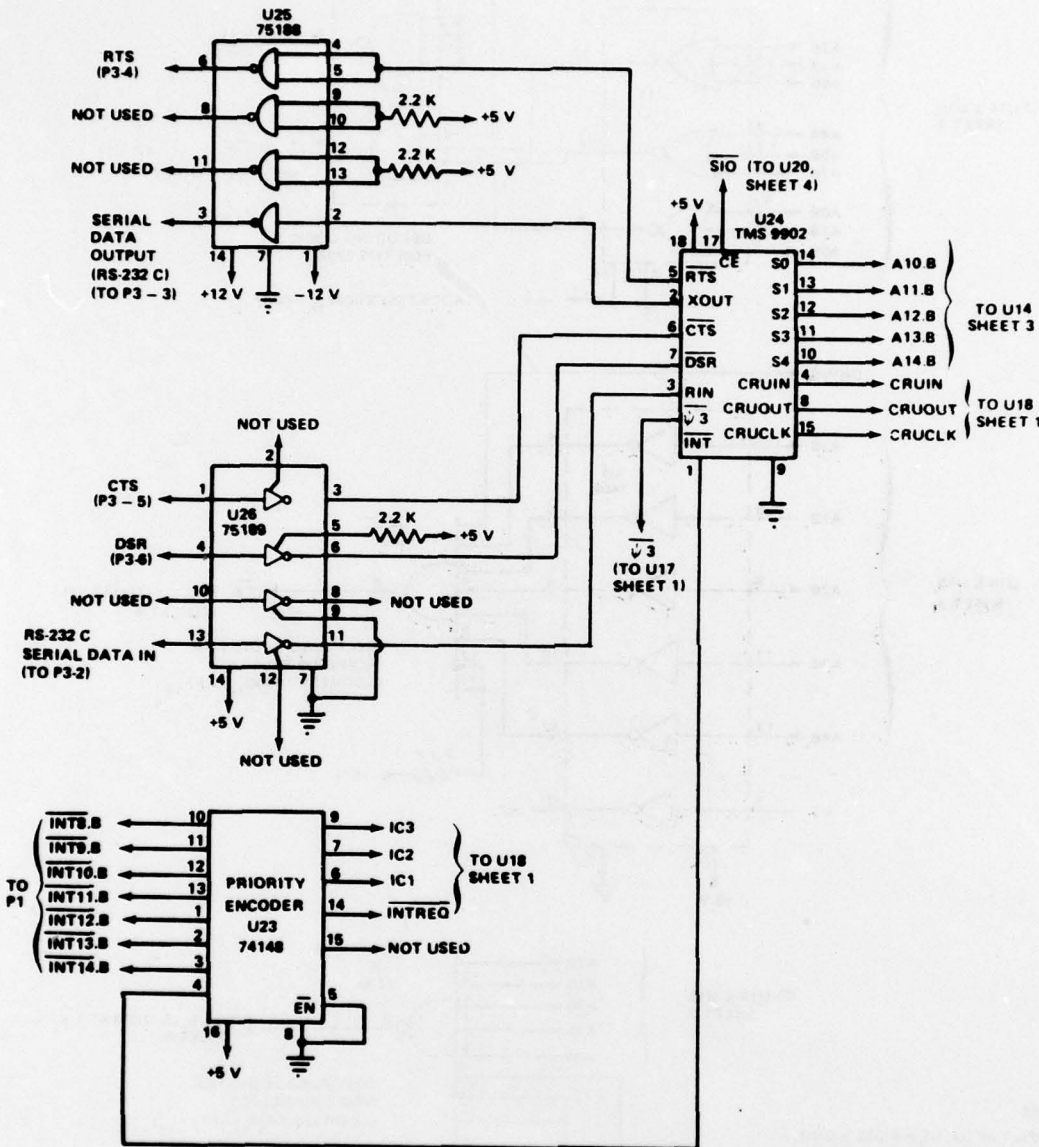 U25
75188
RTS
(P3-4)
6
4
5
NOT USED
8
9
10
2.2 K
+5 V
NOT USED
11
12
13
2.2 K
+5 V
SERIAL
DATA
OUTPUT
(RS-232 C)
(TO P3 – 3)
3
2
14
7
1
+12 V
–12 V
SIO (TO U20,
SHEET 4)
+5 V
U24
TMS 9902
18
17
CE
5
RTS
2
XOUT
6
CTS
7
DSR
3
RIN
3
INT
1
9
S0
14
A10.B
S1
13
A11.B
S2
12
A12.B
S3
11
A13.B
S4
10
A14.B
TO U14
SHEET 3
CRUIN
4
CRUIN
CRUOUT
8
CRUOUT
CRUCLK
15
CRUCLK
TO U18
SHEET 1
3
(TO U17
SHEET 1)
NOT USED
2
CTS
(P3 – 5)
1
3
U26
75189
DSR
(P3-6)
4
5
6
2.2 K
+5 V
NOT USED
10
8
9
NOT USED
RS-232 C
SERIAL DATA IN
(TO P3-2)
13
11
14
12
7
+5 V
NOT USED
TO
P1
INT8.B
10
INT9.B
11
INT10.B
12
INT11.B
13
INT12.B
1
INT13.B
2
INT14.B
3
4
PRIORITY
ENCODER
U23
74148
9
IC3
7
IC2
6
IC1
14
INTREQ
TO U18
SHEET 1
15
NOT USED
EN
5
16
8
+5 V